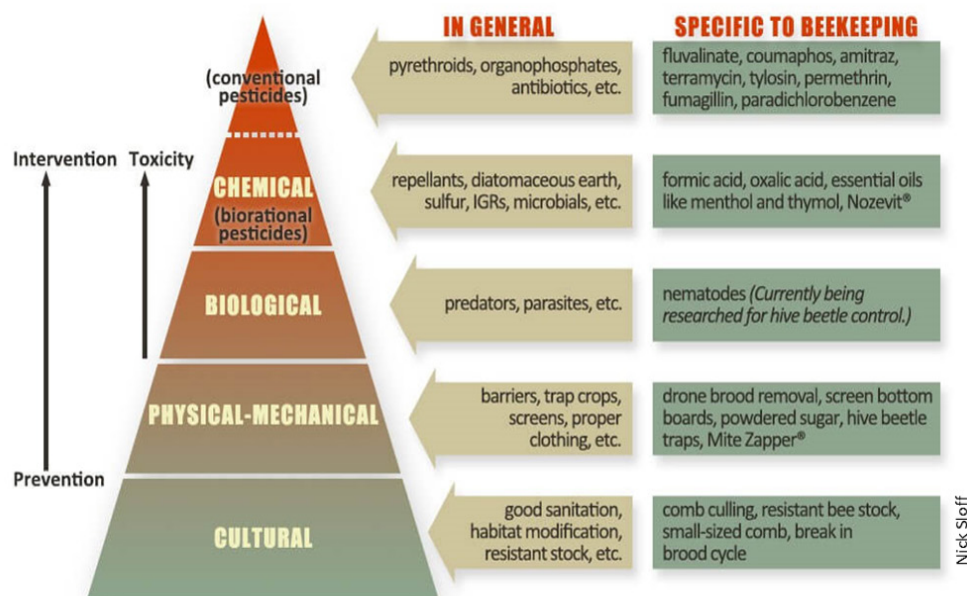 IN GENERAL
SPECIFIC TO BEEKEEPING
(conventional
pesticides)
pyrethroids, organophosphates,
antibiotics, etc.
fluvalinate, coumaphos, amitraz,
terramycin, tylosin, permethrin,
fumagillin, paradichlorobenzene
Intervention
Toxicity
CHEMICAL
(biorational
pesticides)
repellants, diatomaceous earth,
sulfur, IGRs, microbials, etc.
formic acid, oxalic acid, essential oils
like menthol and thymol, Nozevit®
BIOLOGICAL
predators, parasites, etc.
nematodes (Currently being
researched for hive beetle control.)
PHYSICAL-MECHANICAL
barriers, trap crops,
screens, proper
clothing, etc.
drone brood removal, screen bottom
boards, powdered sugar, hive beetle
traps, Mite Zapper®
Prevention
CULTURAL
good sanitation,
habitat modification,
resistant stock, etc.
comb culling, resistant bee stock,
small-sized comb, break in
brood cycle
Nick Sloff